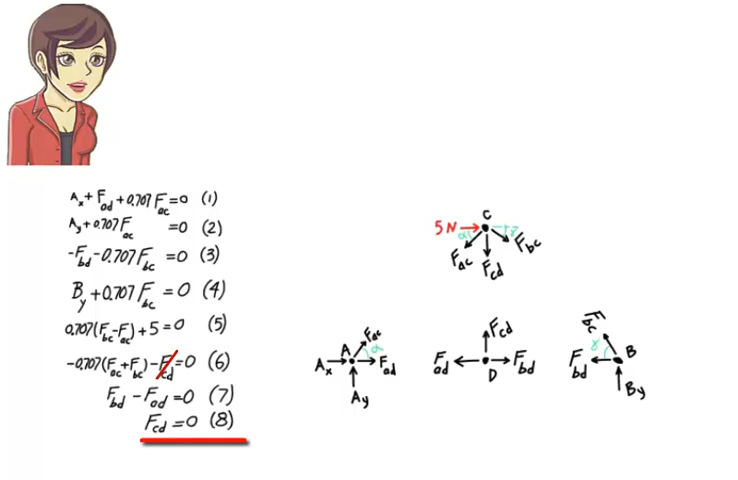 Ax + Fad + 0.707 Fac = 0 (1)
Ay + 0.707 Fac = 0 (2)
-Fbd - 0.707 Fbc = 0 (3)
By + 0.707 Fbc = 0 (4)
0.707(Fbc - Fac) + 5 = 0 (5)
-0.707(Fac + Fbc) - Fcd = 0 (6)
Fbd - Fad = 0 (7)
Fcd = 0 (8)
C
5 N
α γ
Fac Fcd Fbc
A Fac α
Ax Fad
Ay
Fcd
Fad Fbd
D
Fbc
γ B
Fbd
By